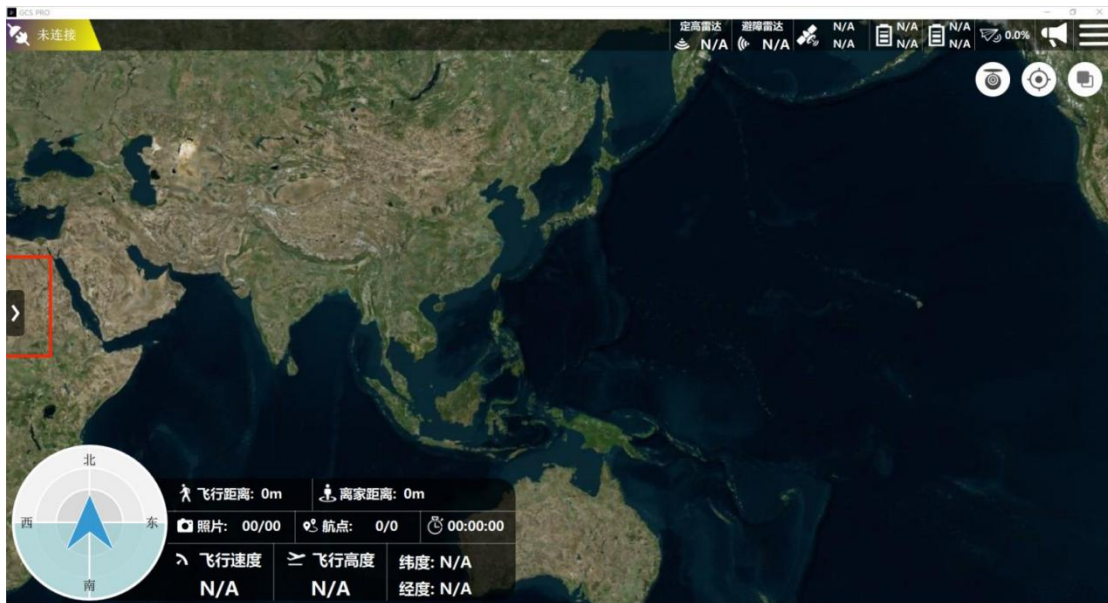 GCS PRO
未连接
定高雷达 N/A
避障雷达 N/A
N/A
N/A
N/A
N/A
N/A
N/A
0.0%
北
西
东
南
飞行距离: 0m
离家距离: 0m
照片: 00/00
航点: 0/0
00:00:00
飞行速度
N/A
飞行高度
N/A
纬度: N/A
经度: N/A